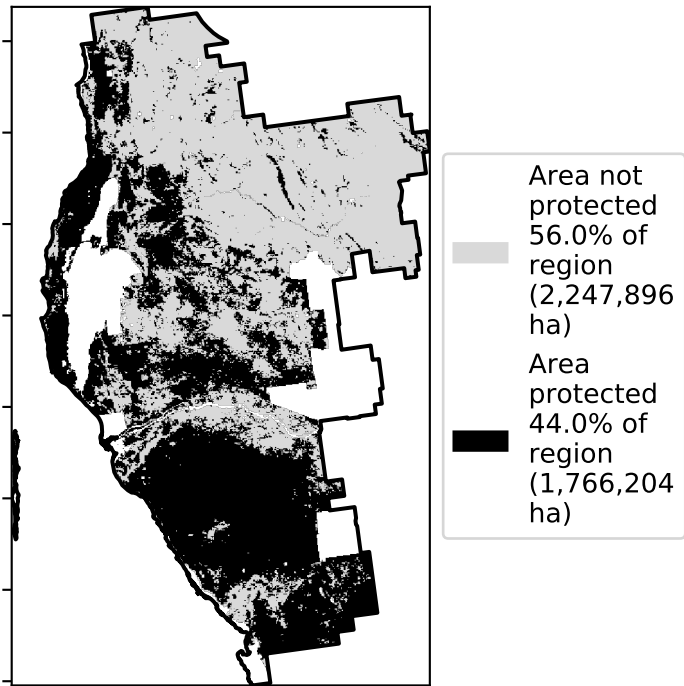 Area not
protected
56.0% of
region
(2,247,896
ha)
Area
protected
44.0% of
region
(1,766,204
ha)